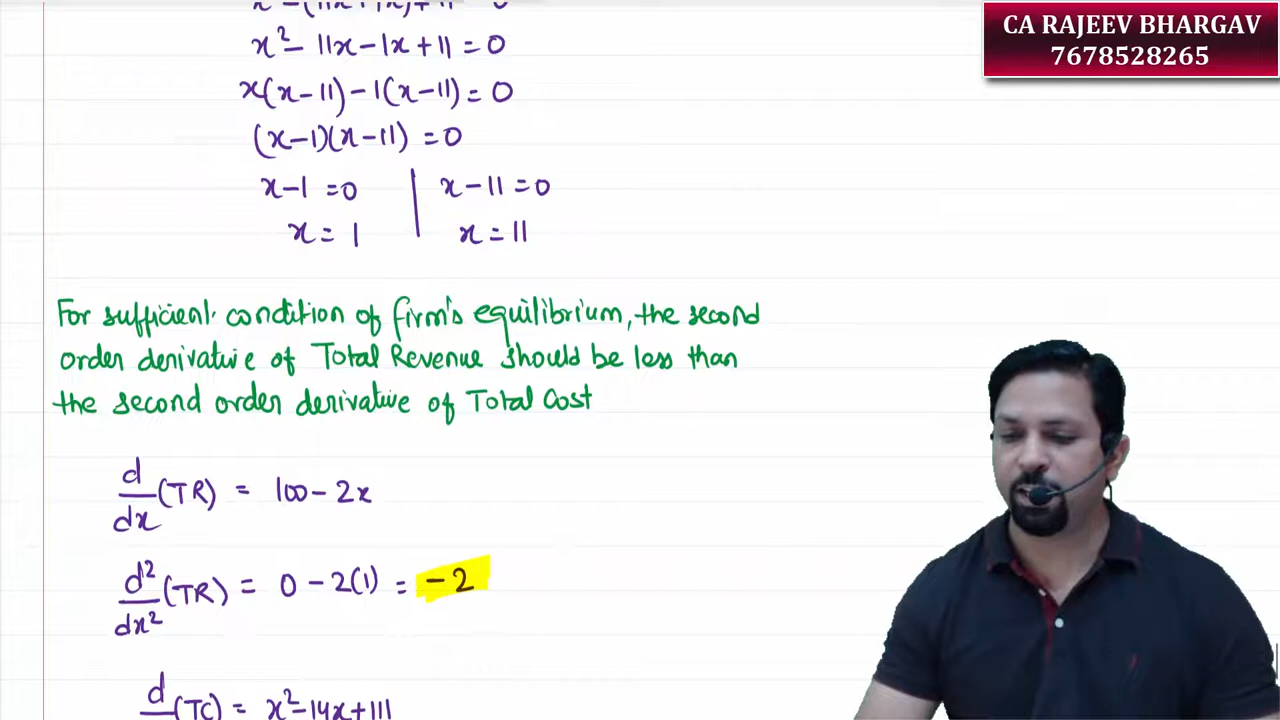 x² - 11x - 1x + 11 = 0
x(x-11) - 1(x-11) = 0
(x-1)(x-11) = 0
x-1 = 0 | x-11 = 0
x = 1 | x = 11
For sufficient condition of firm's equilibrium, the second
order derivative of Total Revenue should be less than
the second order derivative of Total Cost
d/dx (TR) = 100 - 2x
d²/dx² (TR) = 0 - 2(1) = -2
d (TC) = x² - 14x + 111
CA RAJEEV BHARGAV
7678528265